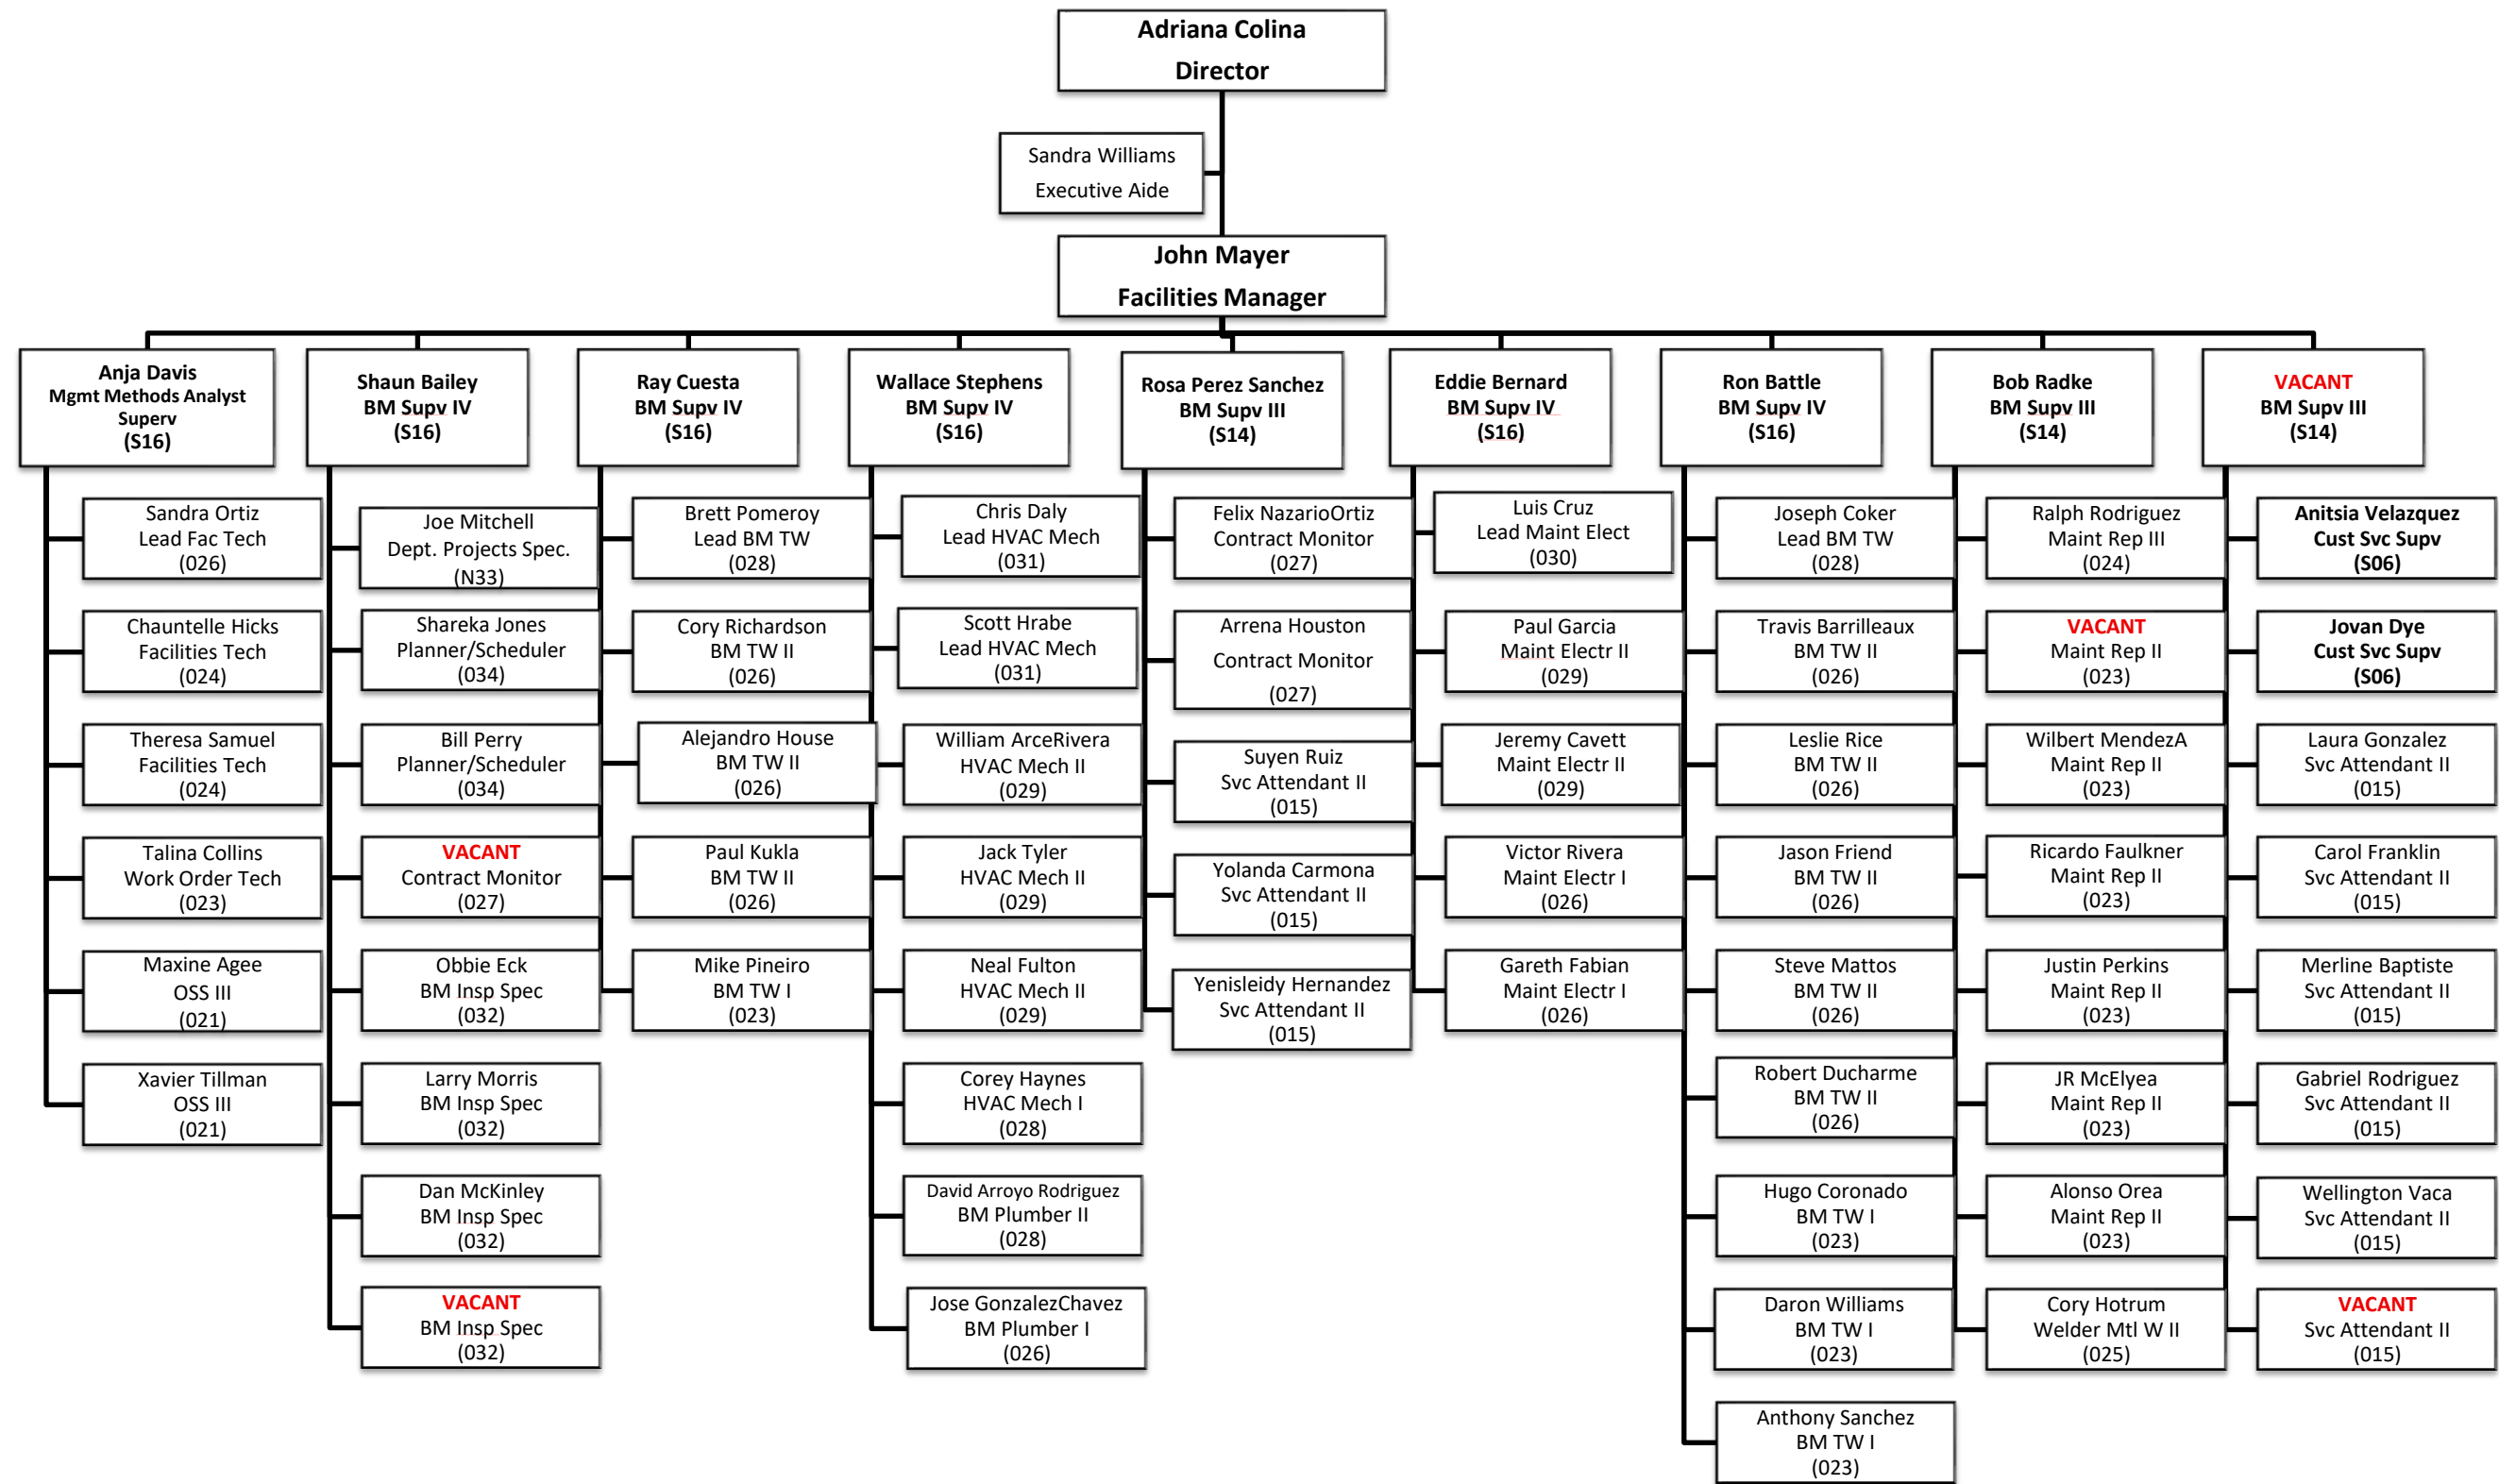 Adriana Colina
Director
Sandra Williams
Executive Aide
John Mayer
Facilities Manager
Anja Davis
Mgmt Methods Analyst
Superv
(S16)
Sandra Ortiz
Lead Fac Tech
(026)
Chauntelle Hicks
Facilities Tech
(024)
Theresa Samuel
Facilities Tech
(024)
Talina Collins
Work Order Tech
(023)
Maxine Agee
OSS III
(021)
Xavier Tillman
OSS III
(021)
Shaun Bailey
BM Supv IV
(S16)
Joe Mitchell
Dept. Projects Spec.
(N33)
Shareka Jones
Planner/Scheduler
(034)
Bill Perry
Planner/Scheduler
(034)
VACANT
Contract Monitor
(027)
Obbie Eck
BM Insp Spec
(032)
Larry Morris
BM Insp Spec
(032)
Dan McKinley
BM Insp Spec
(032)
VACANT
BM Insp Spec
(032)
Ray Cuesta
BM Supv IV
(S16)
Brett Pomeroy
Lead BM TW
(028)
Cory Richardson
BM TW II
(026)
Alejandro House
BM TW II
(026)
Paul Kukla
BM TW II
(026)
Mike Pineiro
BM TW I
(023)
Wallace Stephens
BM Supv IV
(S16)
Chris Daly
Lead HVAC Mech
(031)
Scott Hrabe
Lead HVAC Mech
(031)
William ArceRivera
HVAC Mech II
(029)
Jack Tyler
HVAC Mech II
(029)
Neal Fulton
HVAC Mech II
(029)
Corey Haynes
HVAC Mech I
(028)
David Arroyo Rodriguez
BM Plumber II
(028)
Jose GonzalezChavez
BM Plumber I
(026)
Rosa Perez Sanchez
BM Supv III
(S14)
Felix NazarioOrtiz
Contract Monitor
(027)
Arrena Houston
Contract Monitor
(027)
Suyen Ruiz
Svc Attendant II
(015)
Yolanda Carmona
Svc Attendant II
(015)
Yenisleidy Hernandez
Svc Attendant II
(015)
Eddie Bernard
BM Supv IV
(S16)
Luis Cruz
Lead Maint Elect
(030)
Paul Garcia
Maint Electr II
(029)
Jeremy Cavett
Maint Electr II
(029)
Victor Rivera
Maint Electr I
(026)
Gareth Fabian
Maint Electr I
(026)
Ron Battle
BM Supv IV
(S16)
Joseph Coker
Lead BM TW
(028)
Travis Barrilleaux
BM TW II
(026)
Leslie Rice
BM TW II
(026)
Jason Friend
BM TW II
(026)
Steve Mattos
BM TW II
(026)
Robert Ducharme
BM TW II
(026)
Hugo Coronado
BM TW I
(023)
Daron Williams
BM TW I
(023)
Anthony Sanchez
BM TW I
(023)
Bob Radke
BM Supv III
(S14)
Ralph Rodriguez
Maint Rep III
(024)
VACANT
Maint Rep II
(023)
Wilbert MendezA
Maint Rep II
(023)
Ricardo Faulkner
Maint Rep II
(023)
Justin Perkins
Maint Rep II
(023)
JR McElyea
Maint Rep II
(023)
Alonso Orea
Maint Rep II
(023)
Cory Hotrum
Welder Mtl W II
(025)
VACANT
BM Supv III
(S14)
Anitsia Velazquez
Cust Svc Supv
(S06)
Jovan Dye
Cust Svc Supv
(S06)
Laura Gonzalez
Svc Attendant II
(015)
Carol Franklin
Svc Attendant II
(015)
Merline Baptiste
Svc Attendant II
(015)
Gabriel Rodriguez
Svc Attendant II
(015)
Wellington Vaca
Svc Attendant II
(015)
VACANT
Svc Attendant II
(015)